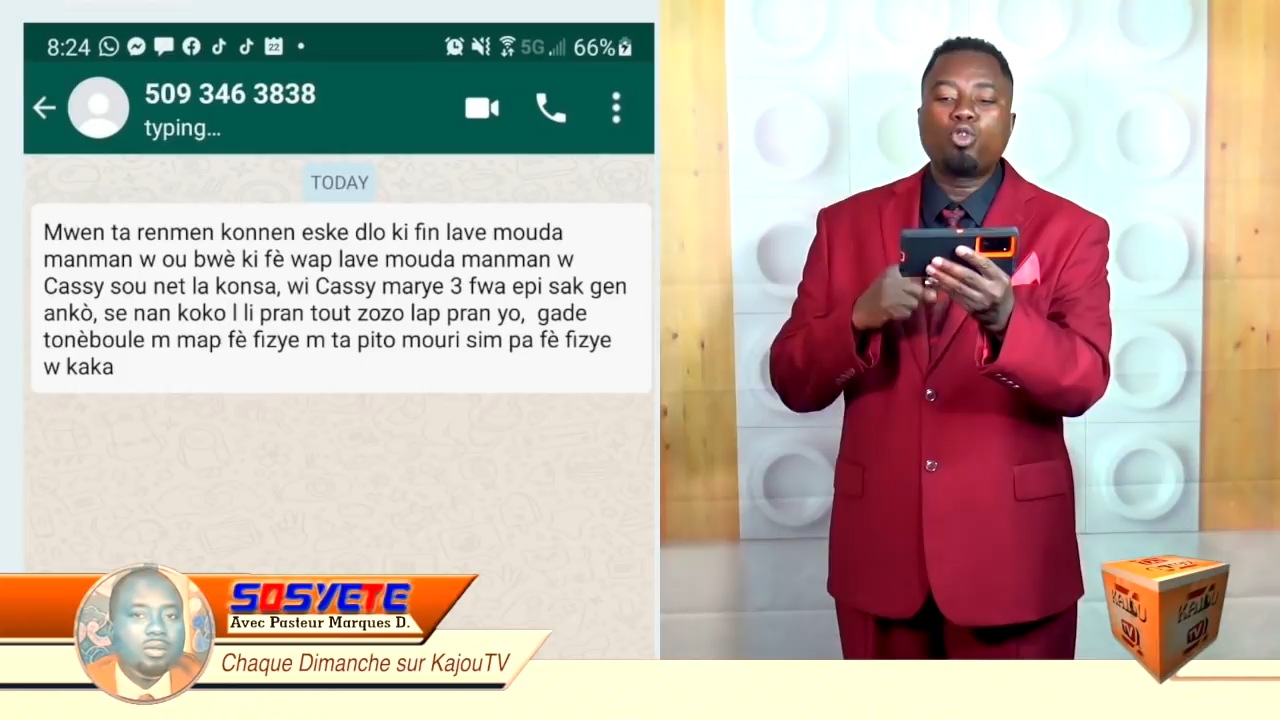 8:24
22
5G
66%
509 346 3838
typing...
TODAY
Mwen ta renmen konnen eske dlo ki fin lave mouda
manman w ou bwè ki fè wap lave mouda manman w
Cassy sou net la konsa, wi Cassy marye 3 fwa epi sak gen
ankò, se nan koko l li pran tout zozo lap pran yo, gade
tonèboule m map fè fizye m ta pito mouri sim pa fè fizye
w kaka
SOSYETE
Avec Pasteur Marques D.
Chaque Dimanche sur KajouTV
KAJOU
TV
KAJOU
TV